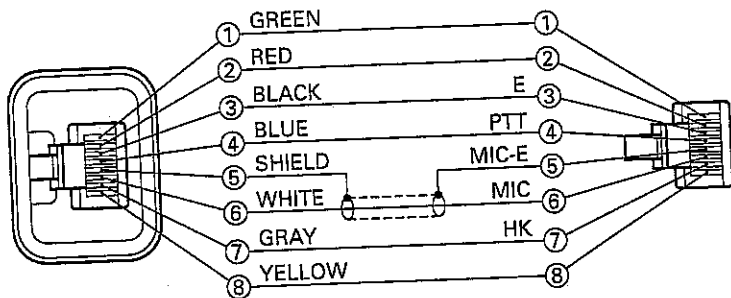 ① GREEN ①
② RED ②
③ BLACK E ③
④ BLUE PTT ④
⑤ SHIELD MIC-E ⑤
⑥ WHITE MIC ⑥
⑦ GRAY HK ⑦
⑧ YELLOW ⑧